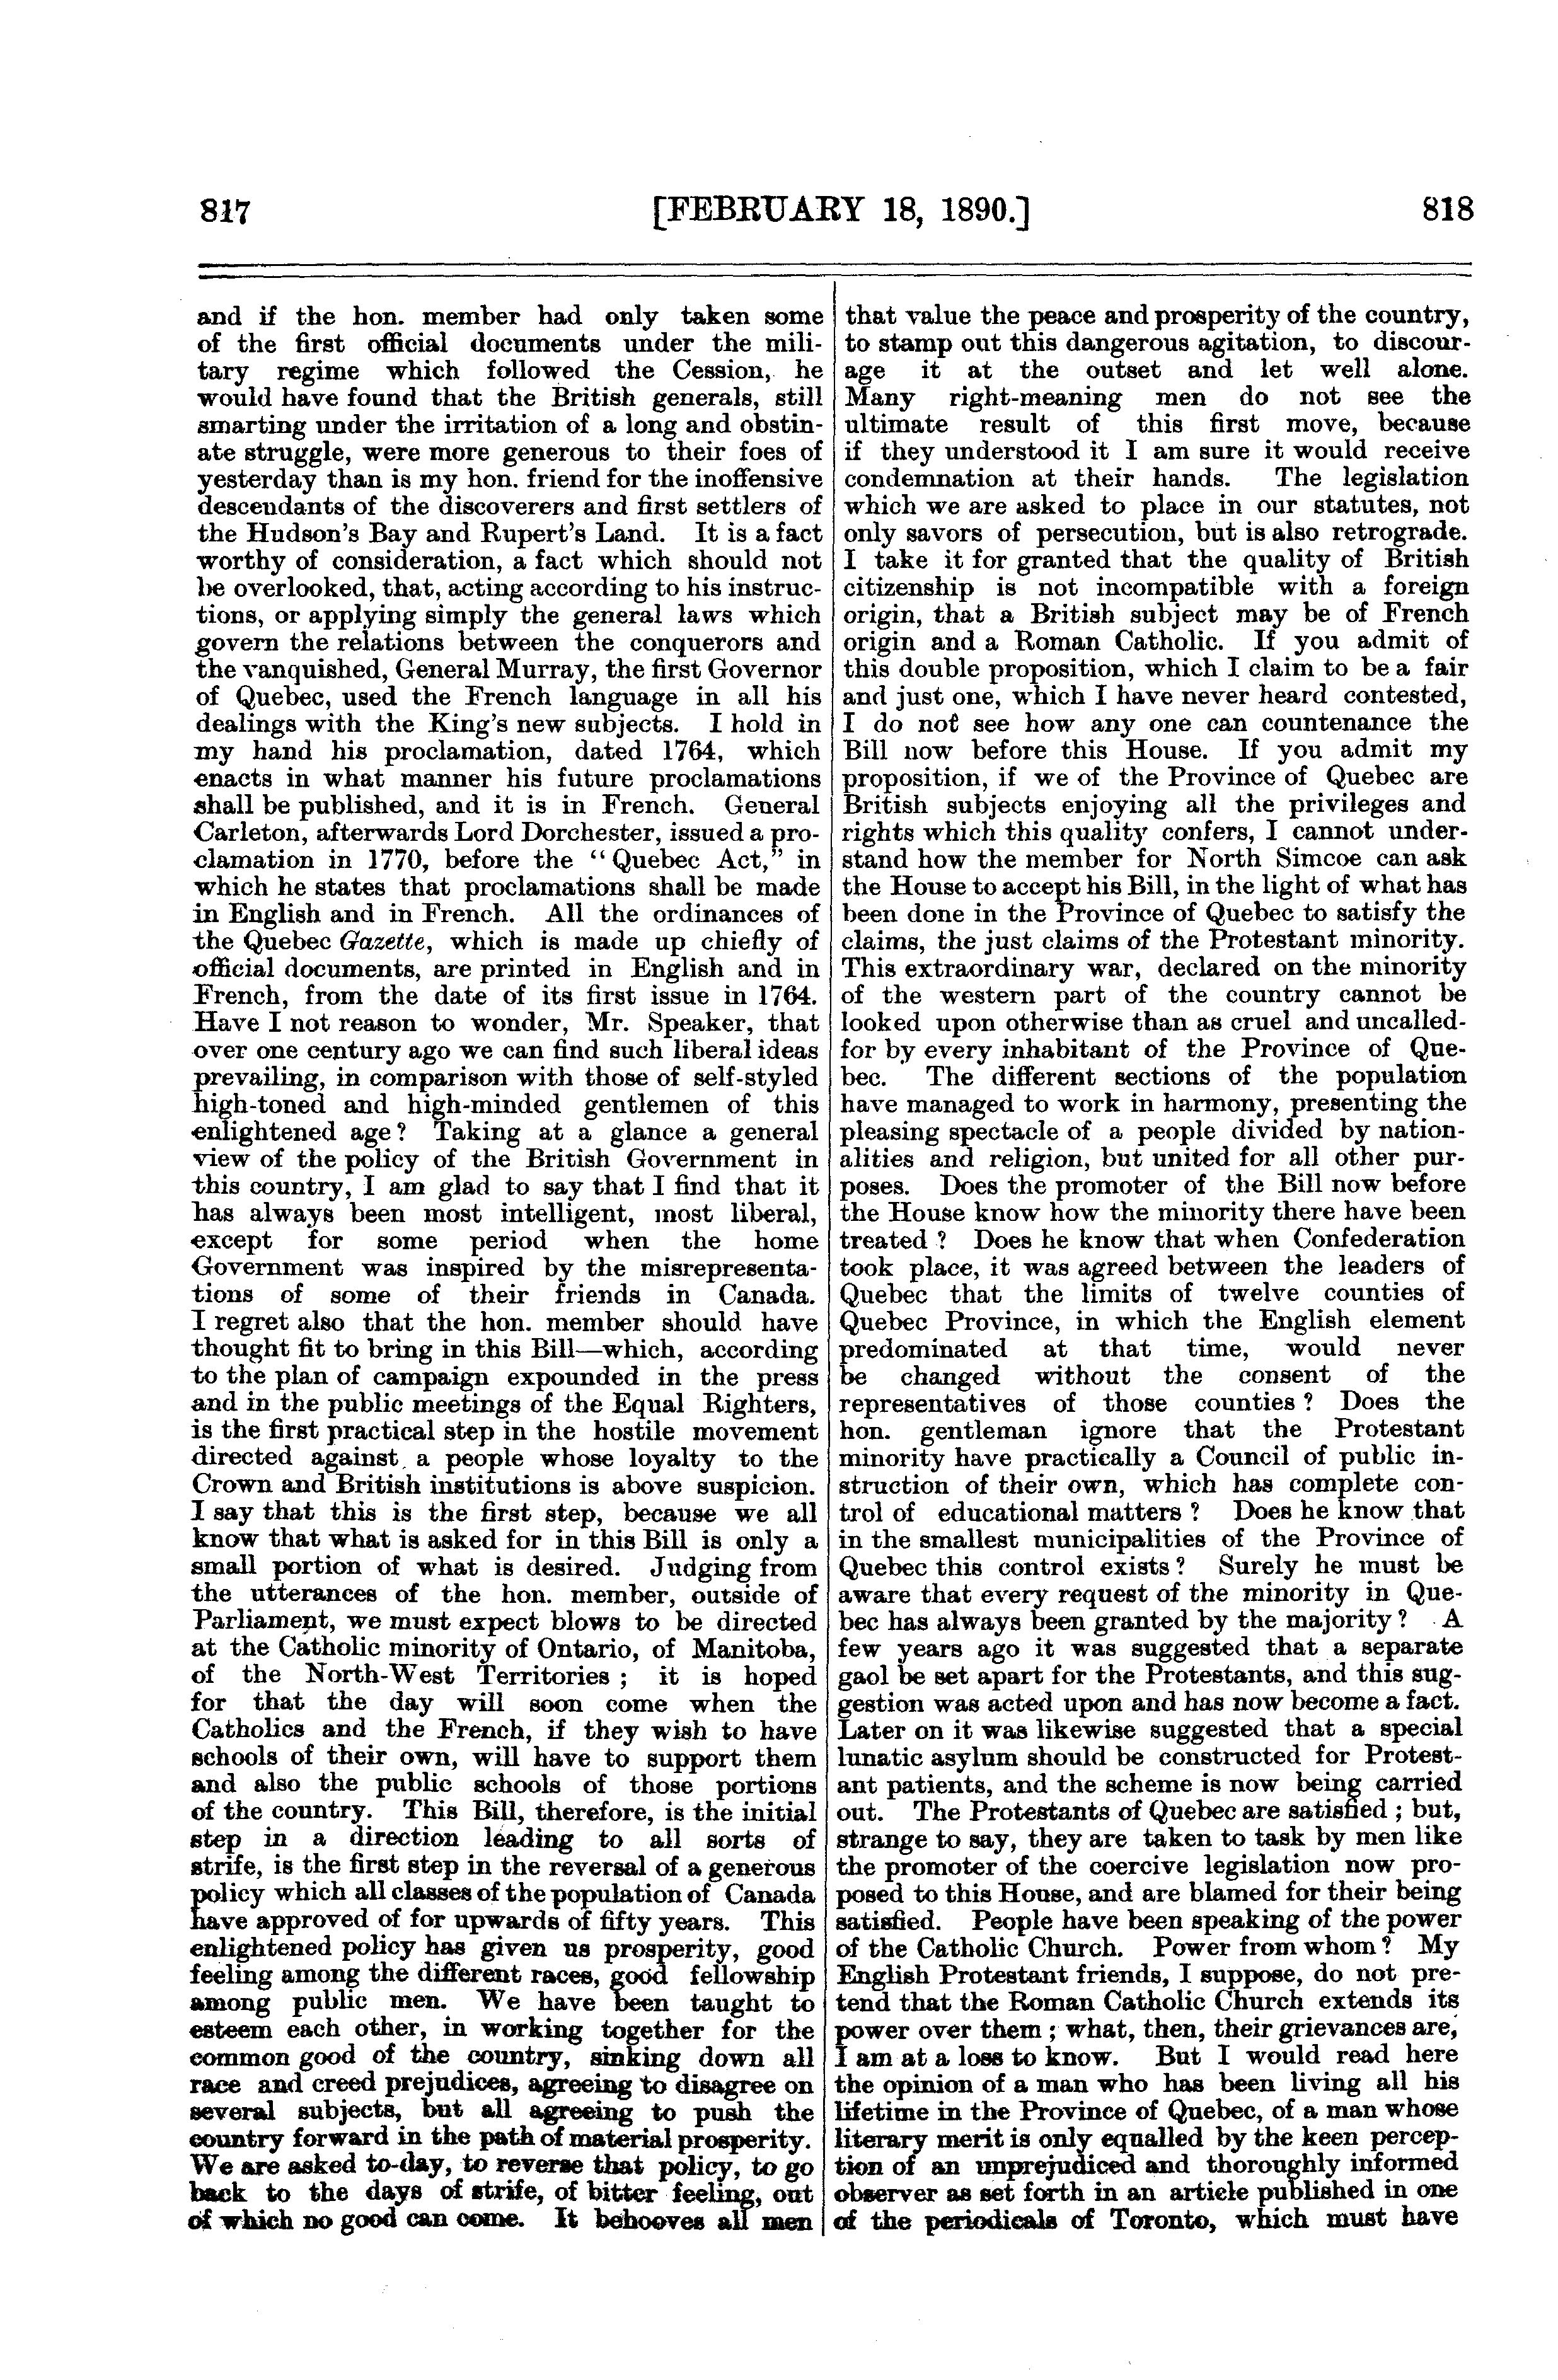 817
[FEBRUARY 18, 1890.]
818
and if the hon. member had only taken some
of the first official documents under the mili-
tary regime which followed the Cession, he
would have found that the British generals, still
smarting under the irritation of a long and obstin-
ate struggle, were more generous to their foes of
yesterday than is my hon. friend for the inoffensive
descendants of the discoverers and first settlers of
the Hudson's Bay and Rupert's Land. It is a fact
worthy of consideration, a fact which should not
be overlooked, that, acting according to his instruc-
tions, or applying simply the general laws which
govern the relations between the conquerors and
the vanquished, General Murray, the first Governor
of Quebec, used the French language in all his
dealings with the King's new subjects. I hold in
my hand his proclamation, dated 1764, which
enacts in what manner his future proclamations
shall be published, and it is in French. General
Carleton, afterwards Lord Dorchester, issued a pro-
clamation in 1770, before the "Quebec Act," in
which he states that proclamations shall be made
in English and in French. All the ordinances of
the Quebec Gazette, which is made up chiefly of
official documents, are printed in English and in
French, from the date of its first issue in 1764.
Have I not reason to wonder, Mr. Speaker, that
over one century ago we can find such liberal ideas
prevailing, in comparison with those of self-styled
high-toned and high-minded gentlemen of this
enlightened age? Taking at a glance a general
view of the policy of the British Government in
this country, I am glad to say that I find that it
has always been most intelligent, most liberal,
except for some period when the home
Government was inspired by the misrepresenta-
tions of some of their friends in Canada.
I regret also that the hon. member should have
thought fit to bring in this Bill—which, according
to the plan of campaign expounded in the press
and in the public meetings of the Equal Righters,
is the first practical step in the hostile movement
directed against a people whose loyalty to the
Crown and British institutions is above suspicion.
I say that this is the first step, because we all
know that what is asked for in this Bill is only a
small portion of what is desired. Judging from
the utterances of the hon. member, outside of
Parliament, we must expect blows to be directed
at the Catholic minority of Ontario, of Manitoba,
of the North-West Territories ; it is hoped
for that the day will soon come when the
Catholics and the French, if they wish to have
schools of their own, will have to support them
and also the public schools of those portions
of the country. This Bill, therefore, is the initial
step in a direction leading to all sorts of
strife, is the first step in the reversal of a generous
policy which all classes of the population of Canada
have approved of for upwards of fifty years. This
enlightened policy has given us prosperity, good
feeling among the different races, good fellowship
among public men. We have been taught to
esteem each other, in working together for the
common good of the country, sinking down all
race and creed prejudices, agreeing to disagree on
several subjects, but all agreeing to push the
country forward in the path of material prosperity.
We are asked to-day, to reverse that policy, to go
back to the days of strife, of bitter feeling, out
of which no good can come. It behooves all men
that value the peace and prosperity of the country,
to stamp out this dangerous agitation, to discour-
age it at the outset and let well alone.
Many right-meaning men do not see the
ultimate result of this first move, because
if they understood it I am sure it would receive
condemnation at their hands. The legislation
which we are asked to place in our statutes, not
only savors of persecution, but is also retrograde.
I take it for granted that the quality of British
citizenship is not incompatible with a foreign
origin, that a British subject may be of French
origin and a Roman Catholic. If you admit of
this double proposition, which I claim to be a fair
and just one, which I have never heard contested,
I do not see how any one can countenance the
Bill now before this House. If you admit my
proposition, if we of the Province of Quebec are
British subjects enjoying all the privileges and
rights which this quality confers, I cannot under-
stand how the member for North Simcoe can ask
the House to accept his Bill, in the light of what has
been done in the Province of Quebec to satisfy the
claims, the just claims of the Protestant minority.
This extraordinary war, declared on the minority
of the western part of the country cannot be
looked upon otherwise than as cruel and uncalled-
for by every inhabitant of the Province of Que-
bec. The different sections of the population
have managed to work in harmony, presenting the
pleasing spectacle of a people divided by nation-
alities and religion, but united for all other pur-
poses. Does the promoter of the Bill now before
the House know how the minority there have been
treated ? Does he know that when Confederation
took place, it was agreed between the leaders of
Quebec that the limits of twelve counties of
Quebec Province, in which the English element
predominated at that time, would never
be changed without the consent of the
representatives of those counties ? Does the
hon. gentleman ignore that the Protestant
minority have practically a Council of public in-
struction of their own, which has complete con-
trol of educational matters ? Does he know that
in the smallest municipalities of the Province of
Quebec this control exists ? Surely he must be
aware that every request of the minority in Que-
bec has always been granted by the majority ? A
few years ago it was suggested that a separate
gaol be set apart for the Protestants, and this sug-
gestion was acted upon and has now become a fact.
Later on it was likewise suggested that a special
lunatic asylum should be constructed for Protest-
ant patients, and the scheme is now being carried
out. The Protestants of Quebec are satisfied ; but,
strange to say, they are taken to task by men like
the promoter of the coercive legislation now pro-
posed to this House, and are blamed for their being
satisfied. People have been speaking of the power
of the Catholic Church. Power from whom ? My
English Protestant friends, I suppose, do not pre-
tend that the Roman Catholic Church extends its
power over them ; what, then, their grievances are,
I am at a loss to know. But I would read here
the opinion of a man who has been living all his
lifetime in the Province of Quebec, of a man whose
literary merit is only equalled by the keen percep-
tion of an unprejudiced and thoroughly informed
observer as set forth in an article published in one
of the periodicals of Toronto, which must have